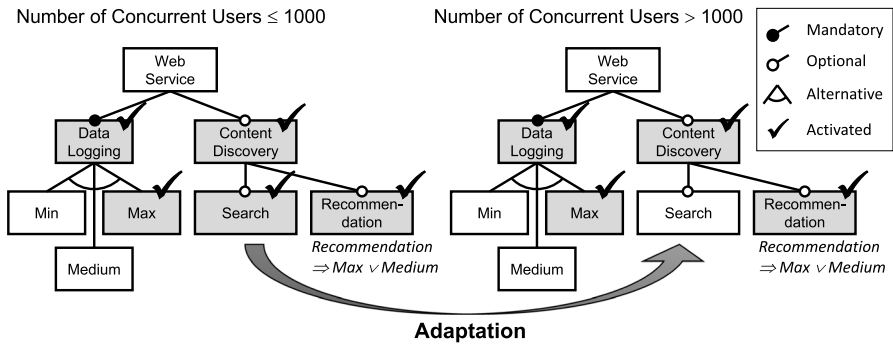 Number of Concurrent Users ≤ 1000
Web
Service
Data
Logging
Content
Discovery
Min
Max
Search
Recommen-
dation
Medium
Recommendation
⇒ Max ∨ Medium
Number of Concurrent Users > 1000
Web
Service
Data
Logging
Content
Discovery
Min
Max
Search
Recommen-
dation
Medium
Recommendation
⇒ Max ∨ Medium
Mandatory
Optional
Alternative
Activated
Adaptation